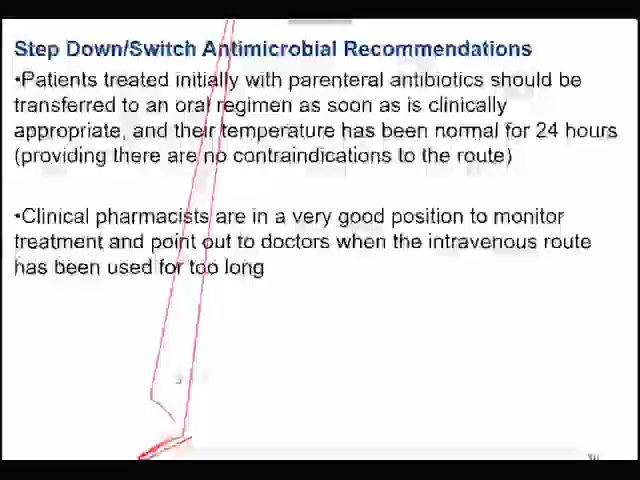 Step Down/Switch Antimicrobial Recommendations
•Patients treated initially with parenteral antibiotics should be
transferred to an oral regimen as soon as is clinically
appropriate, and their temperature has been normal for 24 hours
(providing there are no contraindications to the route)
•Clinical pharmacists are in a very good position to monitor
treatment and point out to doctors when the intravenous route
has been used for too long